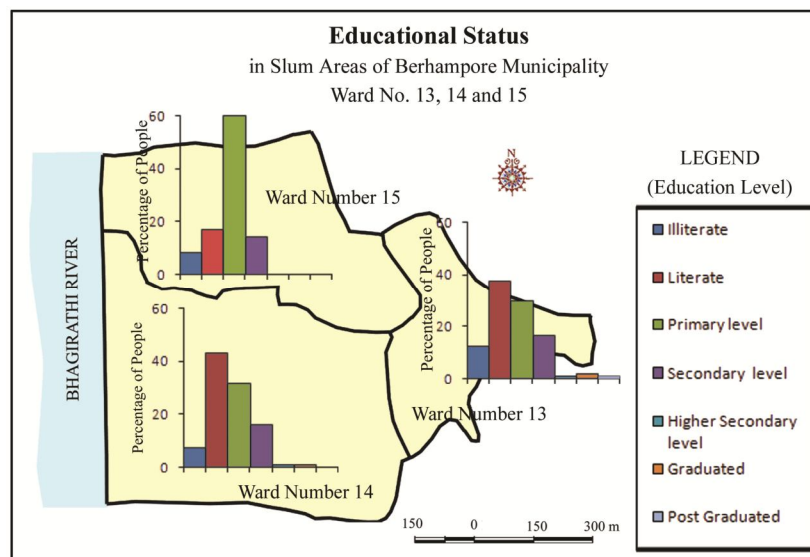 Educational Status
in Slum Areas of Berhampore Municipality
Ward No. 13, 14 and 15
N
BHAGIRATHI RIVER
Percentage of People
60
40
20
0
Ward Number 15
Percentage of People
60
40
20
0
Ward Number 13
Percentage of People
60
40
20
0
Ward Number 14
150 0 150 300 m
LEGEND
(Education Level)
Illiterate
Literate
Primary level
Secondary level
Higher Secondary
level
Graduated
Post Graduated